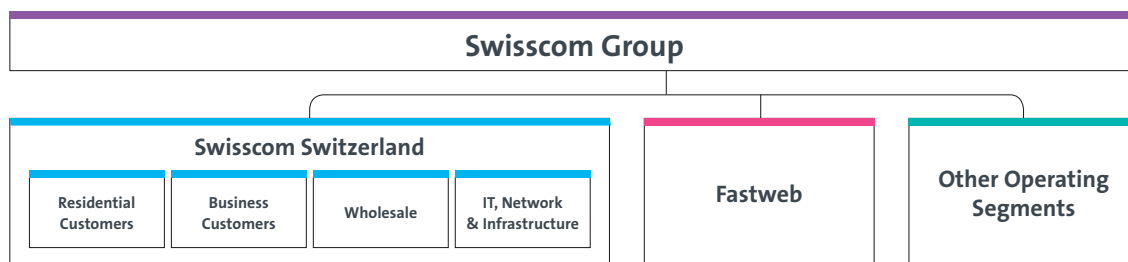 Swisscom Group
Swisscom Switzerland
Residential
Customers
Business
Customers
Wholesale
IT, Network
& Infrastructure
Fastweb
Other Operating
Segments